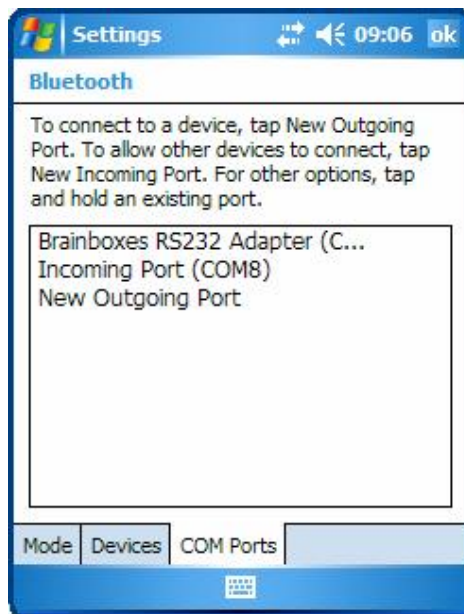 Settings 09:06 ok
Bluetooth
To connect to a device, tap New Outgoing
Port. To allow other devices to connect, tap
New Incoming Port. For other options, tap
and hold an existing port.
Brainboxes RS232 Adapter (C...
Incoming Port (COM8)
New Outgoing Port
Mode Devices COM Ports